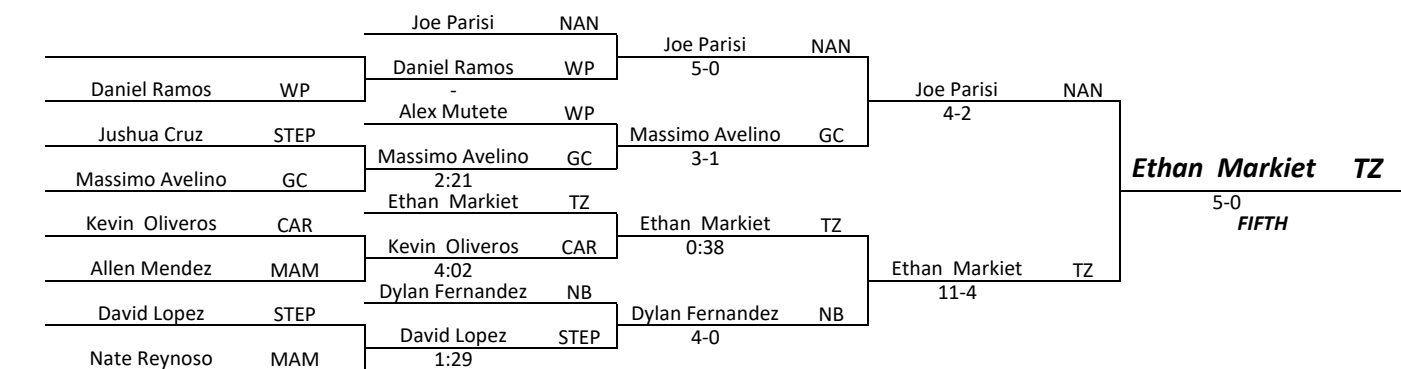 Joe Parisi NAN
Joe Parisi NAN
Daniel Ramos WP
5-0
Daniel Ramos WP
-
Joe Parisi NAN
Alex Mutete WP
4-2
Jushua Cruz STEP
Massimo Avelino GC
Massimo Avelino GC
3-1
Massimo Avelino GC
2:21
Ethan Markiet TZ
Ethan Markiet TZ
5-0
FIFTH
Kevin Oliveros CAR
Ethan Markiet TZ
Kevin Oliveros CAR
0:38
Allen Mendez MAM
4:02
Ethan Markiet TZ
Dylan Fernandez NB
11-4
David Lopez STEP
Dylan Fernandez NB
David Lopez STEP
4-0
Nate Reynoso MAM
1:29